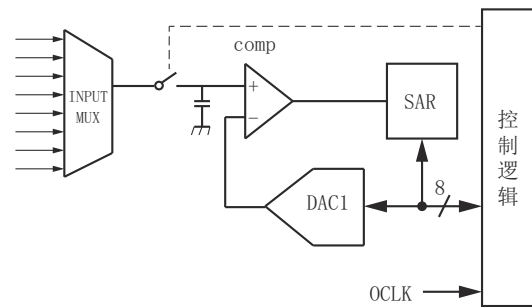 comp
INPUT
MUX
+
−
SAR
控制逻辑
8
DAC1
OCLK